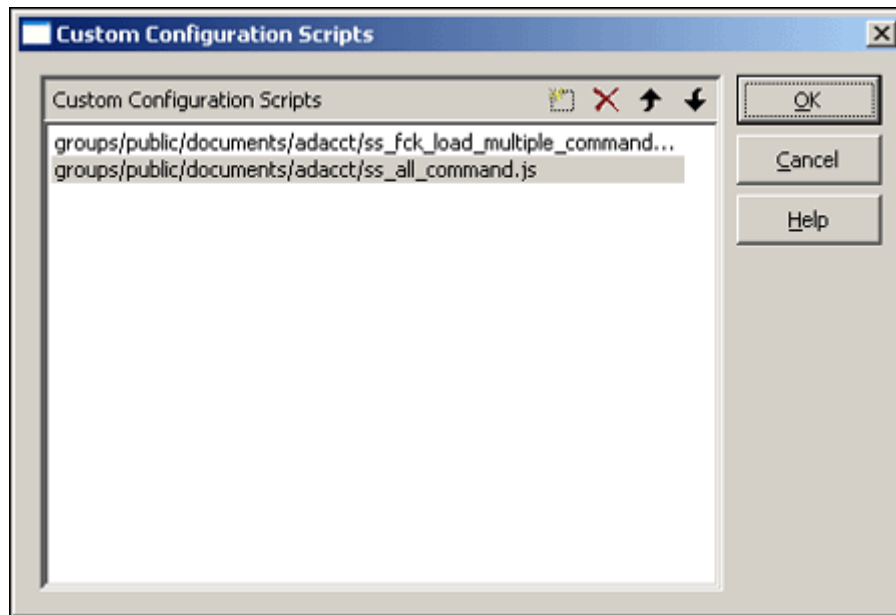 Custom Configuration Scripts
Custom Configuration Scripts
groups/public/documents/adacct/ss_fck_load_multiple_command...
groups/public/documents/adacct/ss_all_command.js
OK
Cancel
Help